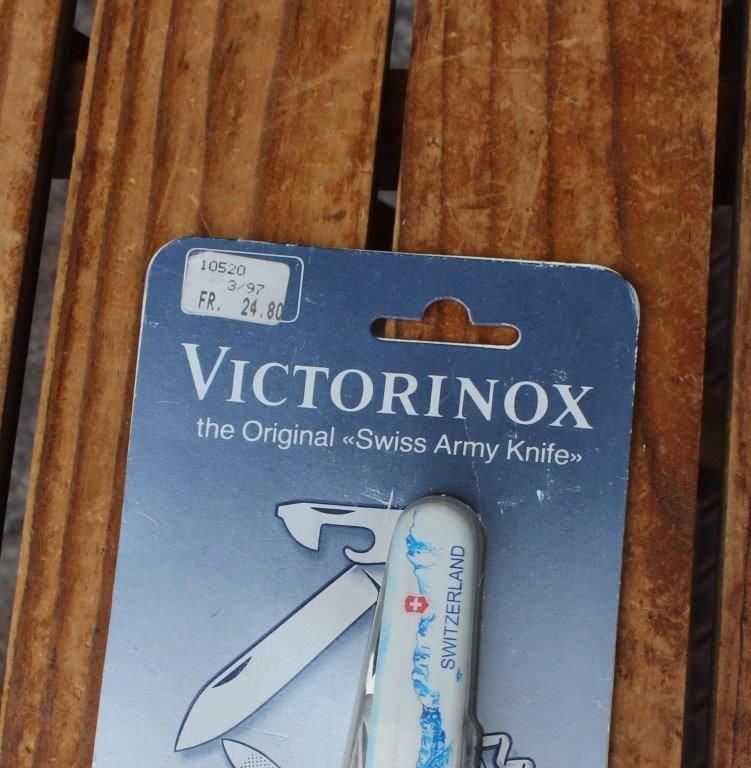 10520
3/97
FR. 24.80
VICTORINOX
the Original «Swiss Army Knife»
SWITZERLAND